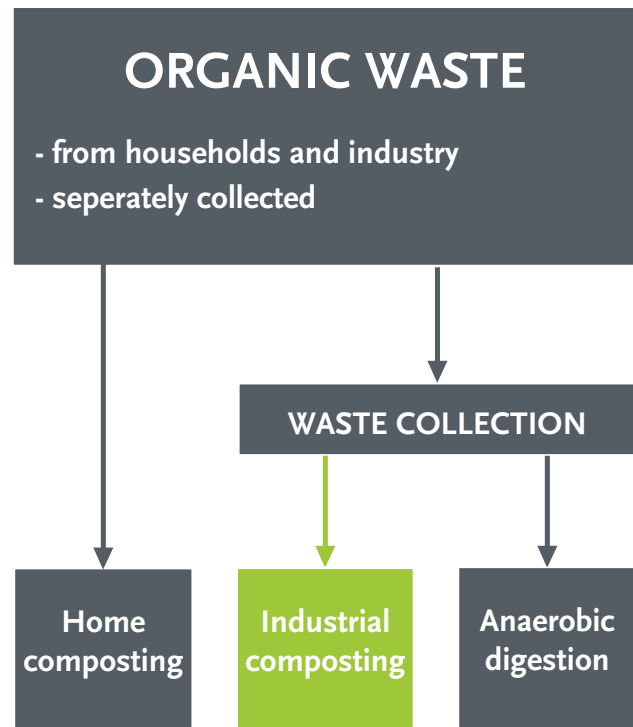 ORGANIC WASTE
- from households and industry
- seperately collected
WASTE COLLECTION
Home
composting
Industrial
composting
Anaerobic
digestion